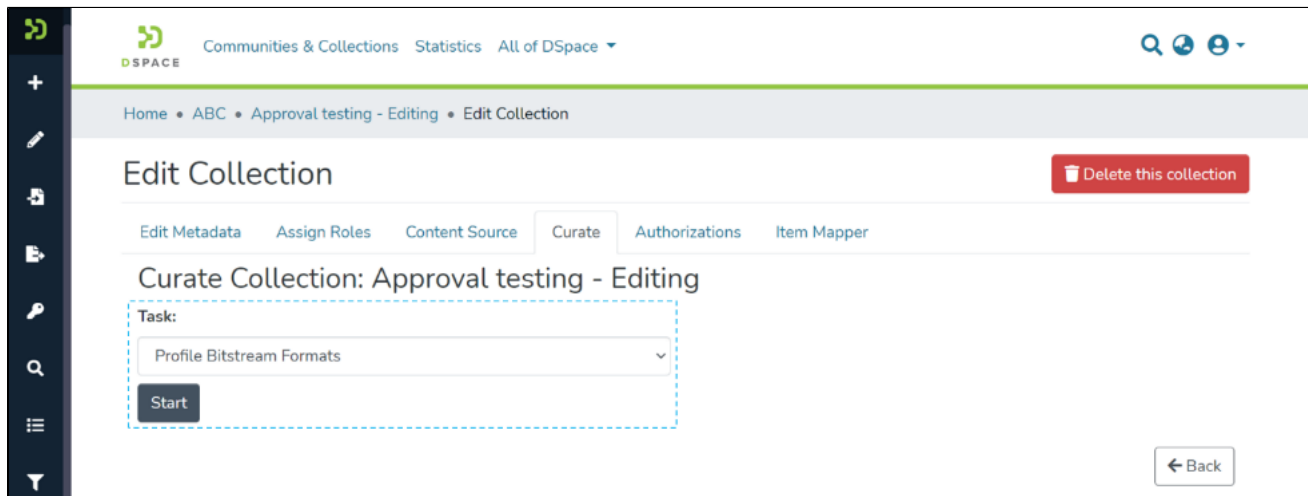 DSPACE
Communities & Collections Statistics All of DSpace
Home • ABC • Approval testing - Editing • Edit Collection
Edit Collection
Delete this collection
Edit Metadata Assign Roles Content Source Curate Authorizations Item Mapper
Curate Collection: Approval testing - Editing
Task:
Profile Bitstream Formats
Start
Back